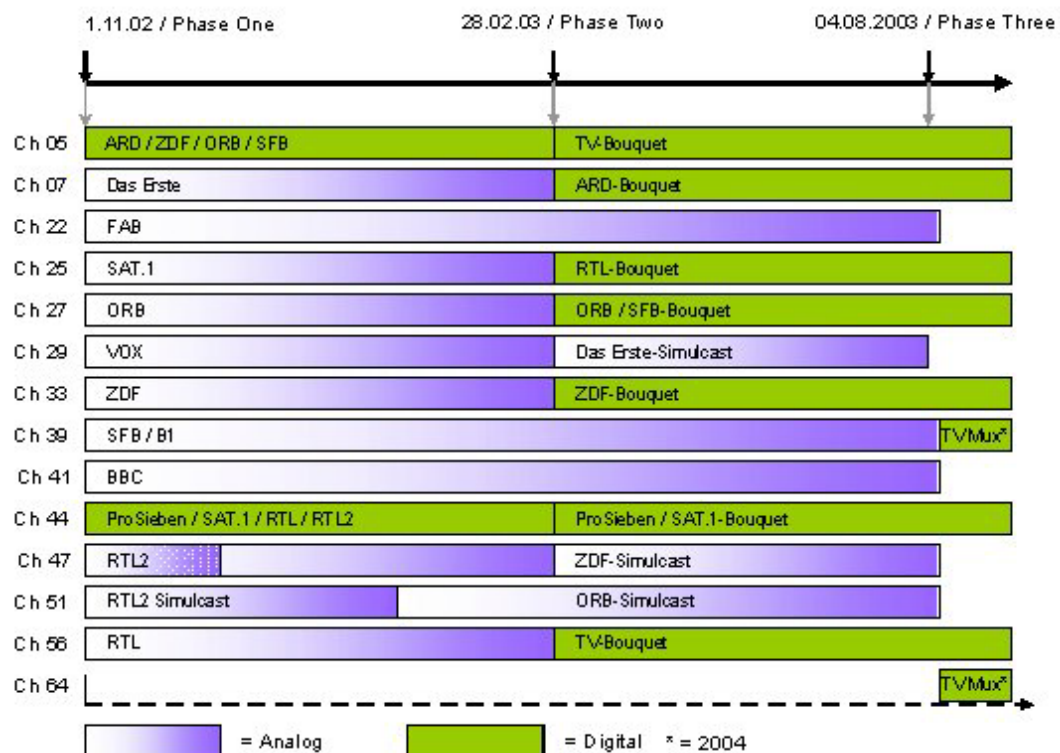 1.11.02 / Phase One 28.02.03 / Phase Two 04.08.2003 / Phase Three
Ch 05 ARD / ZDF / ORB / SFB TV-Bouquet
Ch 07 Das Erste ARD-Bouquet
Ch 22 FAB
Ch 25 SAT.1 RTL-Bouquet
Ch 27 ORB ORB / SFB-Bouquet
Ch 29 VOX Das Erste-Simulcast
Ch 33 ZDF ZDF-Bouquet
Ch 39 SFB / B1 TVMux*
Ch 41 BBC
Ch 44 ProSieben / SAT.1 / RTL / RTL2 ProSieben / SAT.1-Bouquet
Ch 47 RTL2 ZDF-Simulcast
Ch 51 RTL2 Simulcast ORB-Simulcast
Ch 56 RTL TV-Bouquet
Ch 64 TVMux*
= Analog = Digital * = 2004